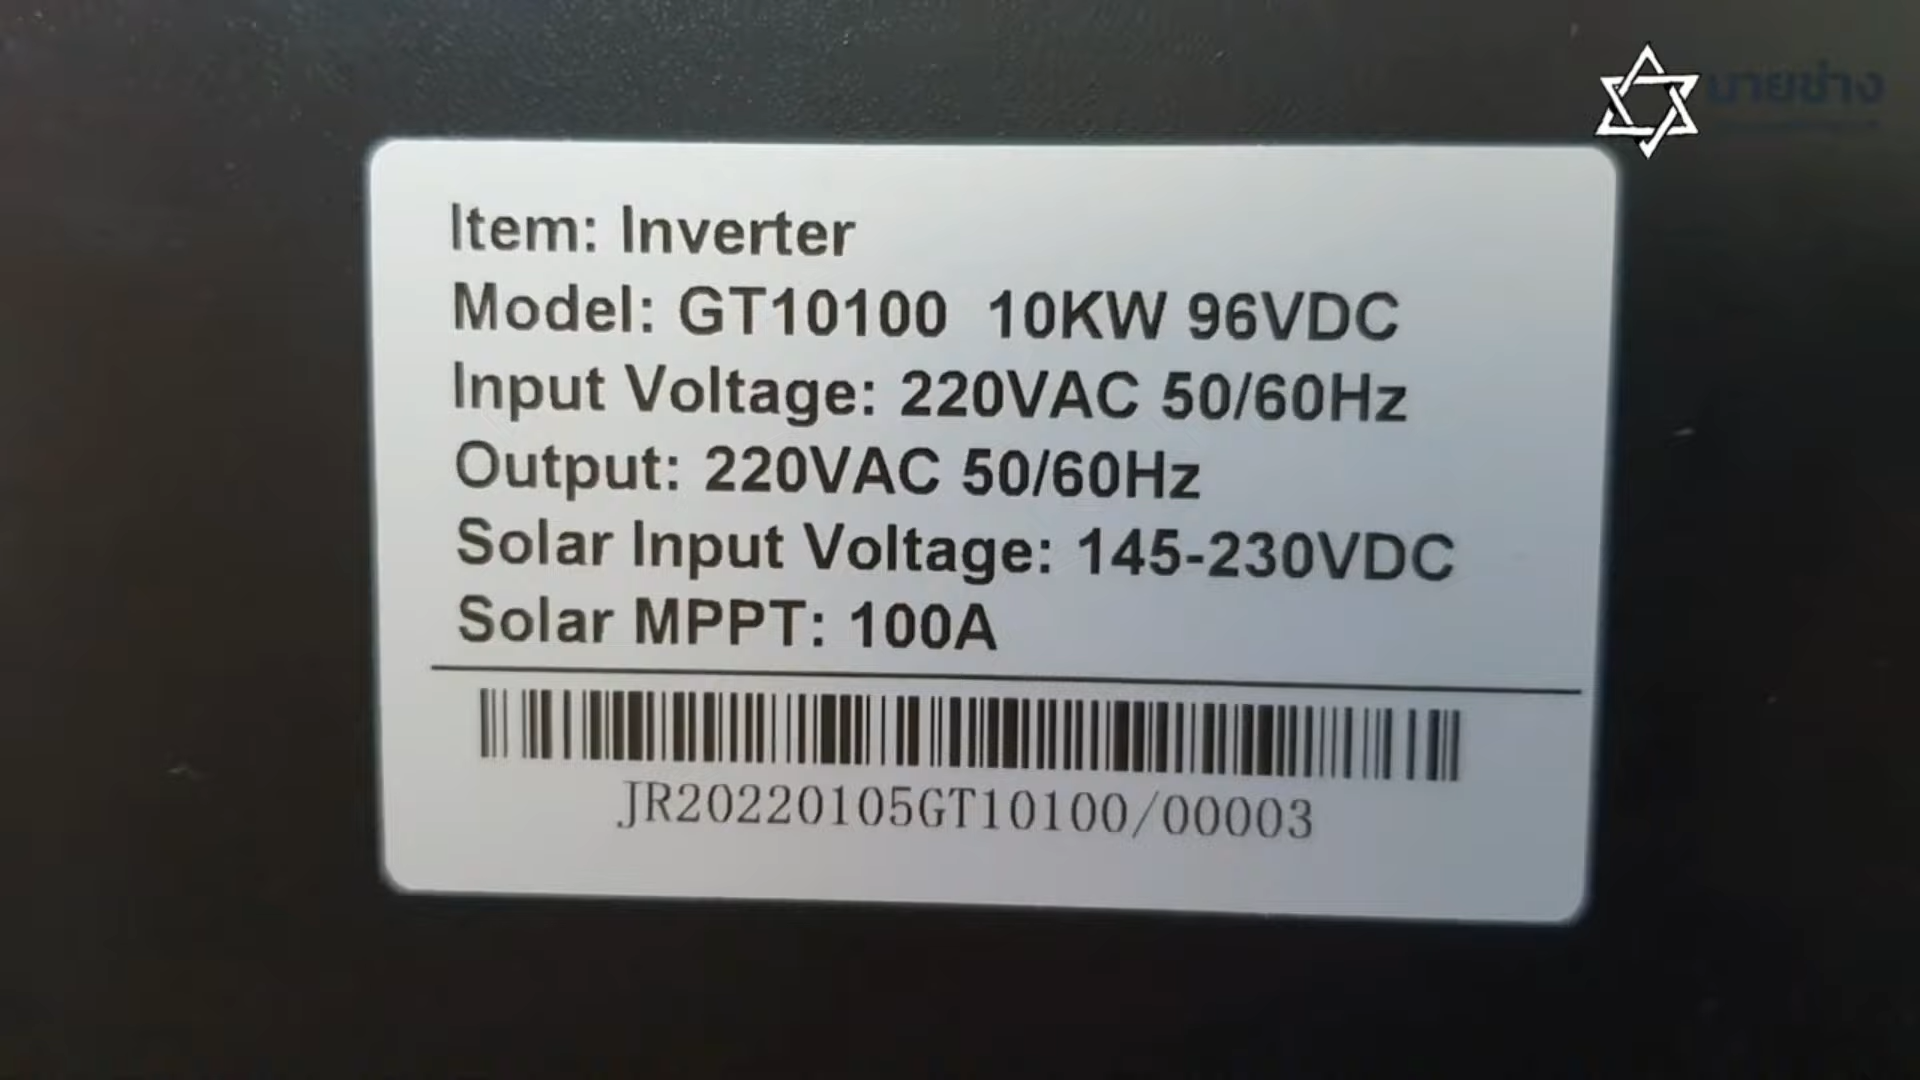 นายช่าง
Item: Inverter
Model: GT10100 10KW 96VDC
Input Voltage: 220VAC 50/60Hz
Output: 220VAC 50/60Hz
Solar Input Voltage: 145-230VDC
Solar MPPT: 100A
JR20220105GT10100/00003